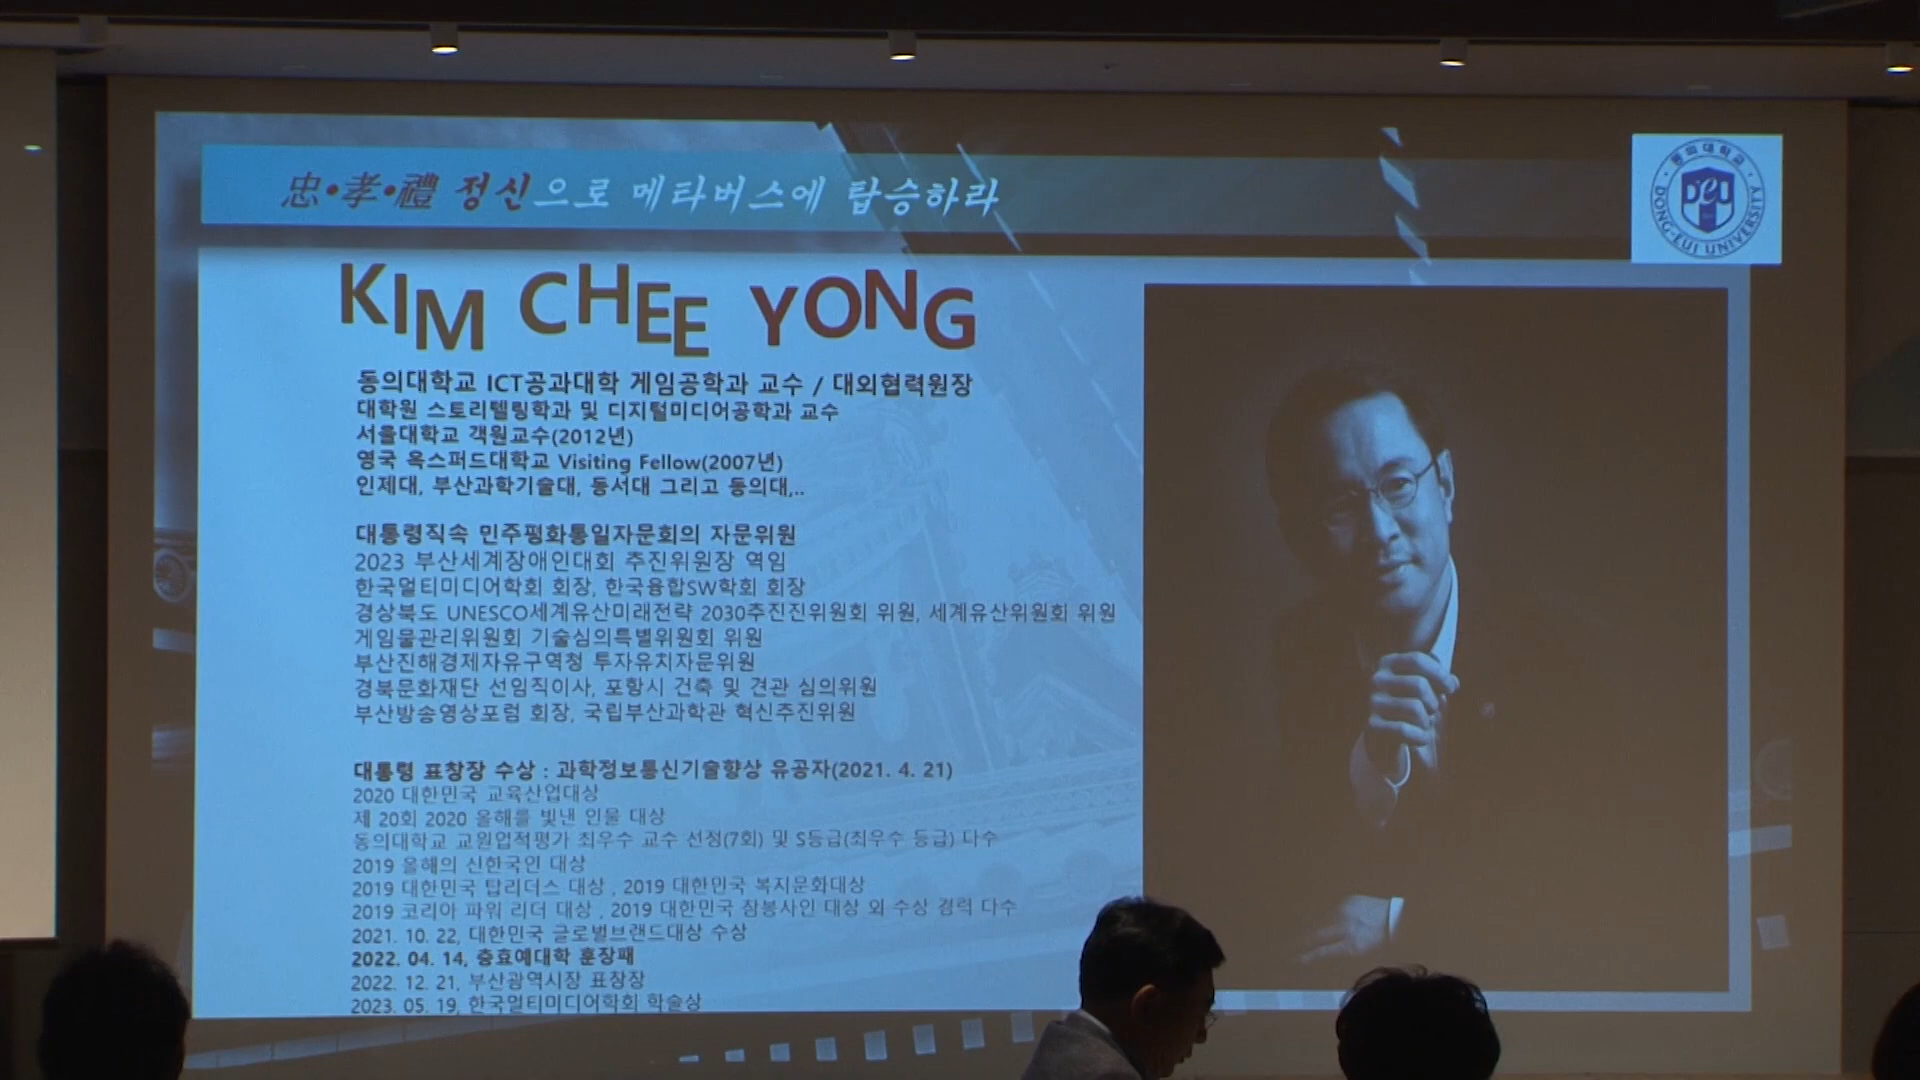 忠•孝•禮 정신으로 메타버스에 탑승하라
동의대학교
DONG-EUI UNIVERSITY
KIM CHEE YONG
동의대학교 ICT공과대학 게임공학과 교수 / 대외협력원장
대학원 스토리텔링학과 및 디지털미디어공학과 교수
서울대학교 객원교수(2012년)
영국 옥스퍼드대학교 Visiting Fellow(2007년)
인제대, 부산과학기술대, 동서대 그리고 동의대,..
대통령직속 민주평화통일자문회의 자문위원
2023 부산세계장애인대회 추진위원장 역임
한국멀티미디어학회 회장, 한국융합SW학회 회장
경상북도 UNESCO세계유산미래전략 2030추진진위원회 위원, 세계유산위원회 위원
게임물관리위원회 기술심의특별위원회 위원
부산진해경제자유구역청 투자유치자문위원
경북문화재단 선임직이사, 포항시 건축 및 견관 심의위원
부산방송영상포럼 회장, 국립부산과학관 혁신추진위원
대통령 표창장 수상 : 과학정보통신기술향상 유공자(2021. 4. 21)
2020 대한민국 교육산업대상
제 20회 2020 올해를 빛낸 인물 대상
동의대학교 교원업적평가 최우수 교수 선정(7회) 및 S등급(최우수 등급) 다수
2019 올해의 신한국인 대상
2019 대한민국 탑리더스 대상 , 2019 대한민국 복지문화대상
2019 코리아 파워 리더 대상 , 2019 대한민국 참봉사인 대상 외 수상 경력 다수
2021. 10. 22, 대한민국 글로벌브랜드대상 수상
2022. 04. 14, 충효예대학 훈장패
2022. 12. 21, 부산광역시장 표창장
2023. 05. 19, 한국멀티미디어학회 학술상